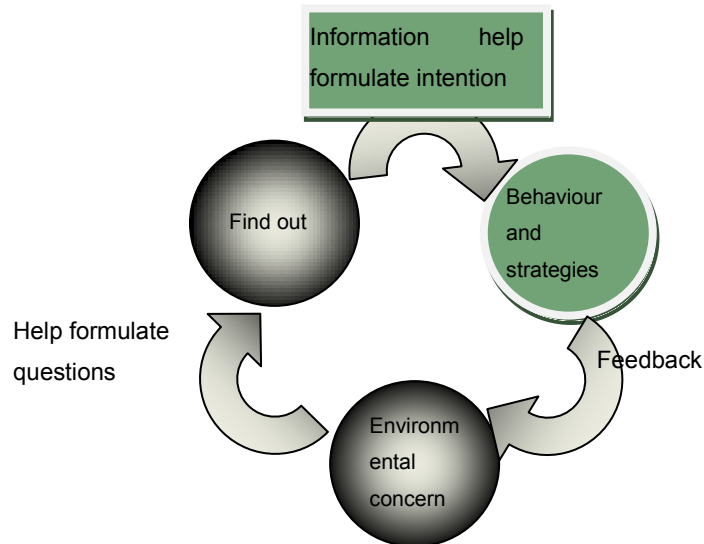 Information help
formulate intention
Find out
Behaviour
and
strategies
Help formulate
questions
Feedback
Environm
ental
concern